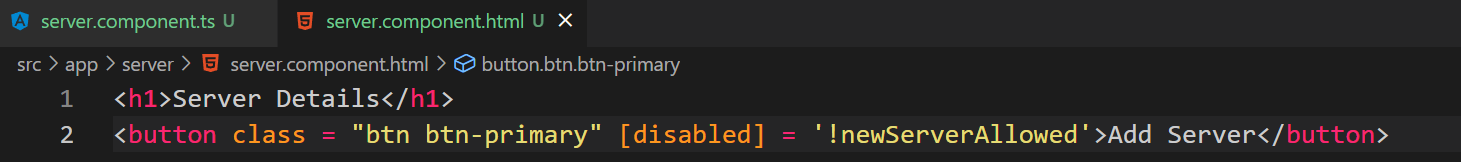 server.component.ts U server.component.html U
src app server server.component.html button.btn.btn-primary
1 <h1>Server Details</h1>
2 <button class = "btn btn-primary" [disabled] = '!newServerAllowed'>Add Server</button>